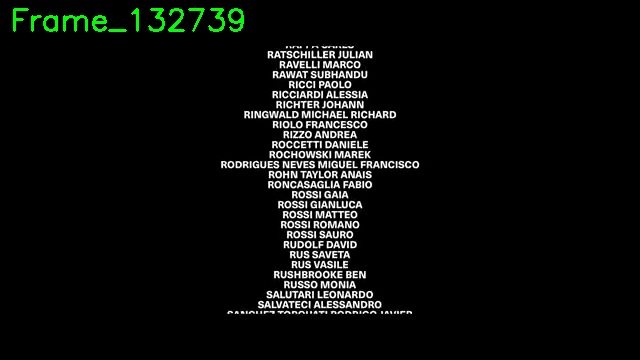 Frame_132739
RATSCHILLER JULIAN
RAVELLI MARCO
RAWAT SUBHANDU
RICCI PAOLO
RICCIARDI ALESSIA
RICHTER JOHANN
RINGWALD MICHAEL RICHARD
RIOLO FRANCESCO
RIZZO ANDREA
ROCCETTI DANIELE
ROCHOWSKI MAREK
RODRIGUES NEVES MIGUEL FRANCISCO
ROHN TAYLOR ANAIS
RONCASAGLIA FABIO
ROSSI GAIA
ROSSI GIANLUCA
ROSSI MATTEO
ROSSI ROMANO
ROSSI SAURO
RUDOLF DAVID
RUS SAVETA
RUS VASILE
RUSHBROOKE BEN
RUSSO MONIA
SALUTARI LEONARDO
SALVATECI ALESSANDRO